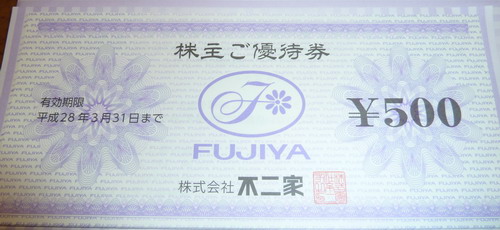 株主ご優待券
有効期限
平成28年3月31日まで
F
¥500
FUJIYA
株式会社 不二家